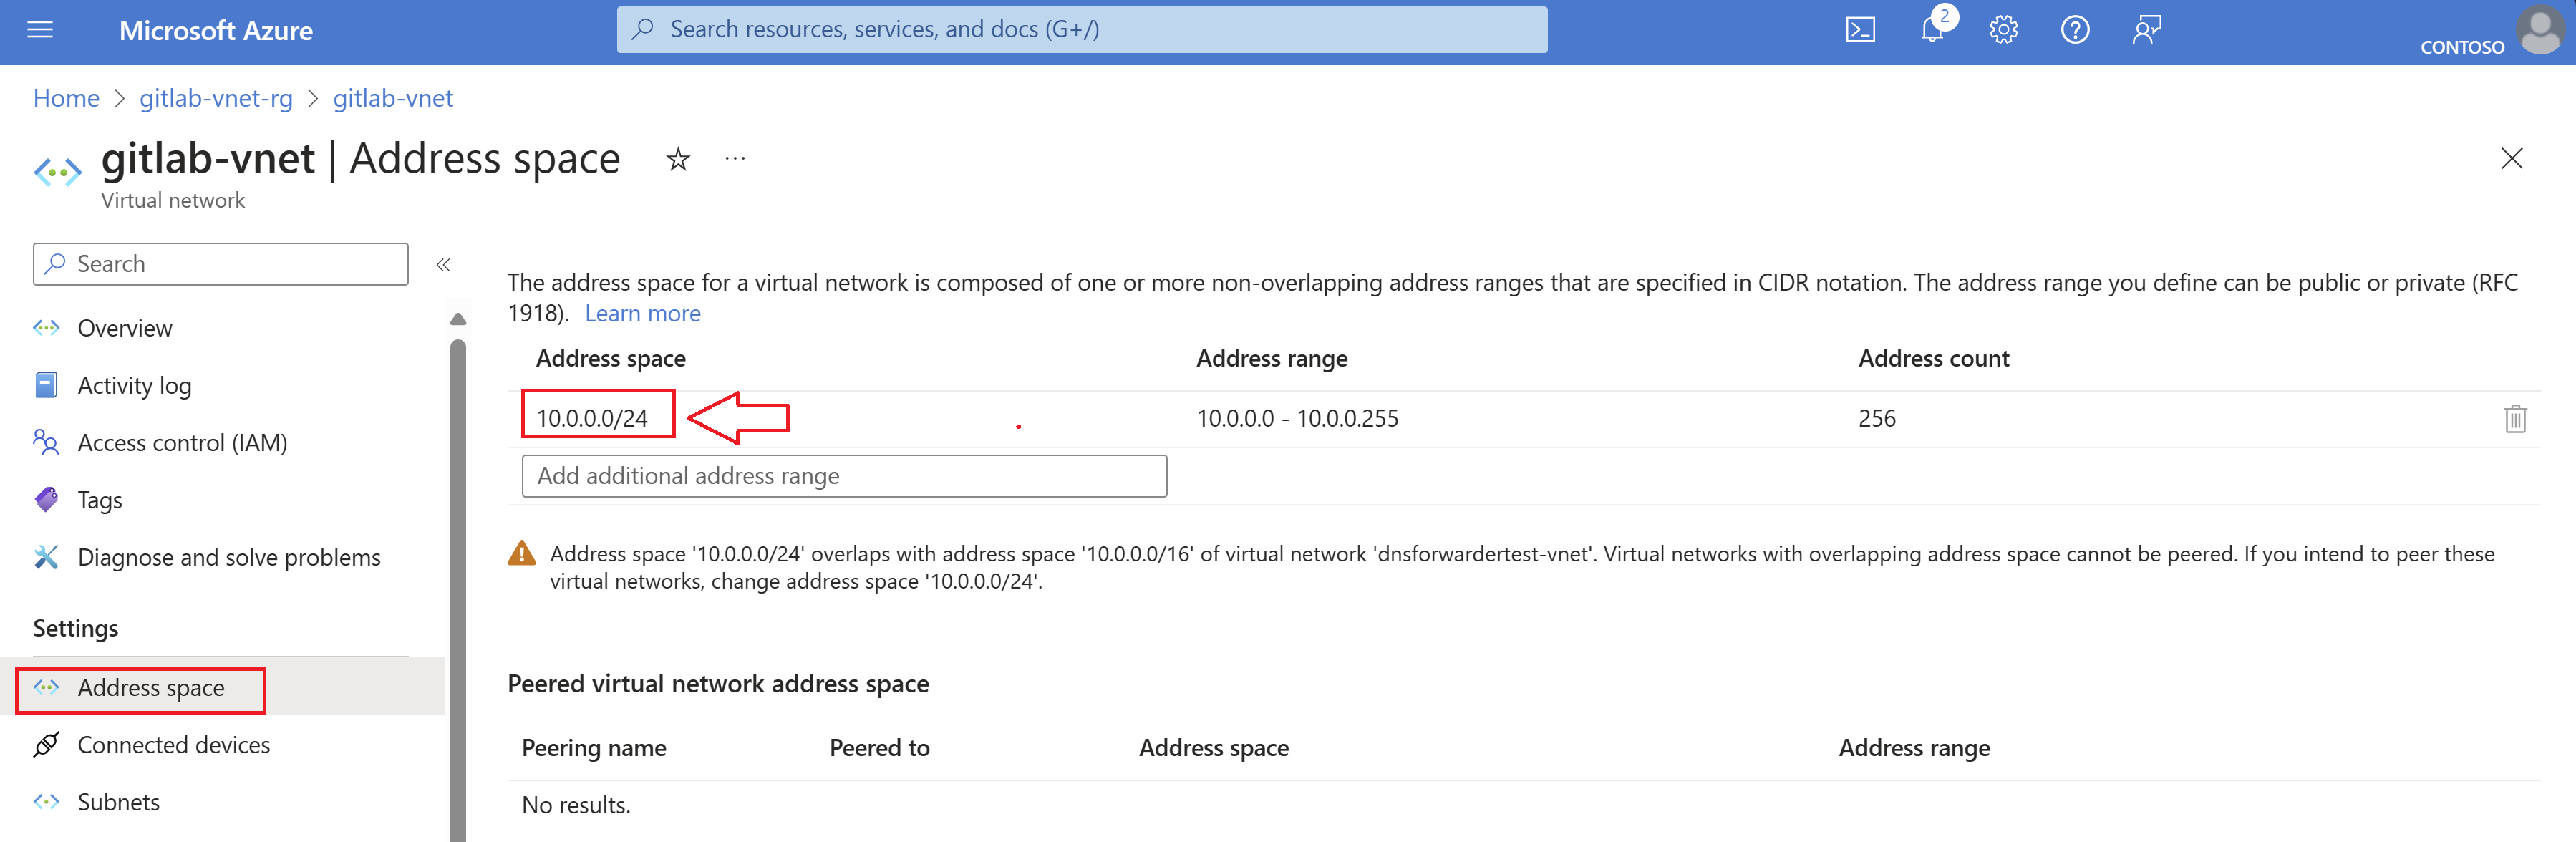 Microsoft Azure
Search resources, services, and docs (G+/)
2
CONTOSO
Home > gitlab-vnet-rg > gitlab-vnet
gitlab-vnet | Address space
...
Virtual network
Search
Overview
Activity log
Access control (IAM)
Tags
Diagnose and solve problems
Settings
Address space
Connected devices
Subnets
The address space for a virtual network is composed of one or more non-overlapping address ranges that are specified in CIDR notation. The address range you define can be public or private (RFC
1918). Learn more
Address space Address range Address count
10.0.0.0/24 10.0.0.0 - 10.0.0.255 256
Add additional address range
Address space '10.0.0.0/24' overlaps with address space '10.0.0.0/16' of virtual network 'dnsforwardertest-vnet'. Virtual networks with overlapping address space cannot be peered. If you intend to peer these
virtual networks, change address space '10.0.0.0/24'.
Peered virtual network address space
Peering name Peered to Address space Address range
No results.